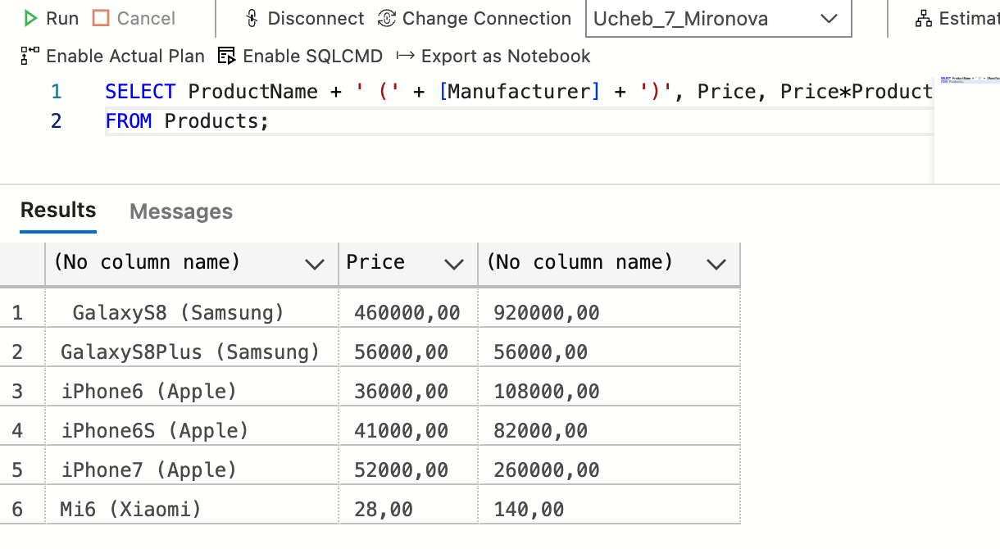 Run Cancel Disconnect Change Connection Ucheb_7_Mironova Estimat
Enable Actual Plan Enable SQLCMD Export as Notebook
1 SELECT ProductName + ' (' + [Manufacturer] + ')', Price, Price*Product
2 FROM Products;
Results Messages
(No column name) Price (No column name)
1 GalaxyS8 (Samsung) 460000,00 920000,00
2 GalaxyS8Plus (Samsung) 56000,00 56000,00
3 iPhone6 (Apple) 36000,00 108000,00
4 iPhone6S (Apple) 41000,00 82000,00
5 iPhone7 (Apple) 52000,00 260000,00
6 Mi6 (Xiaomi) 28,00 140,00